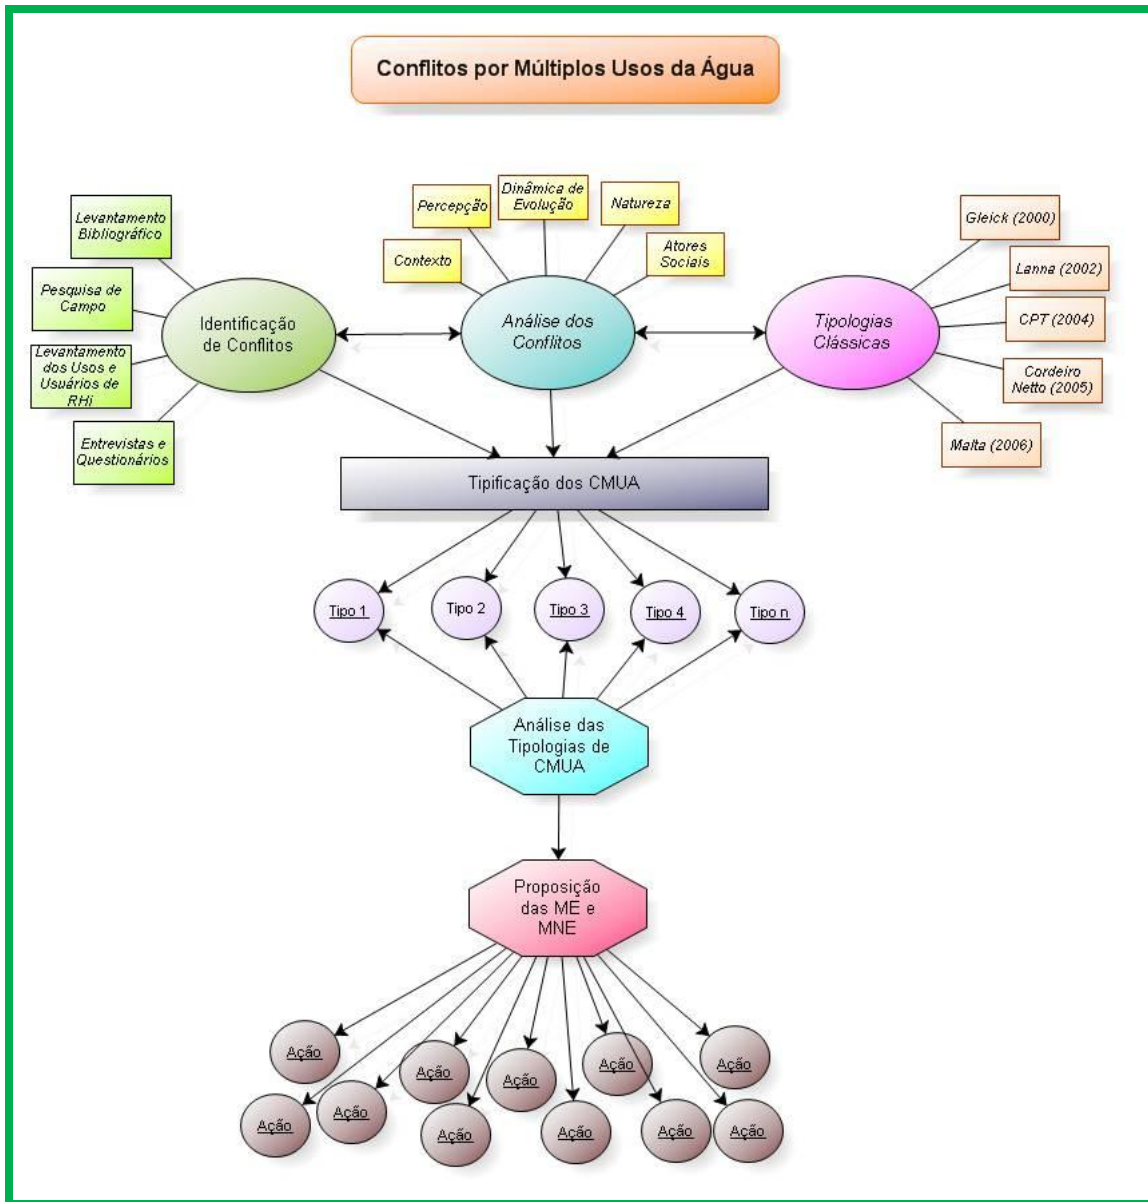 Conflitos por Múltiplos Usos da Água
Levantamento
Bibliográfico
Pesquisa de
Campo
Levantamento
dos Usos e
Usuários de
RHi
Entrevistas e
Questionários
Identificação
de Conflitos
Contexto
Percepção
Dinâmica de
Evolução
Natureza
Atores
Sociais
Análise dos
Conflitos
Tipologias
Clássicas
Gleick (2000)
Lanna (2002)
CPT (2004)
Cordeiro
Netto (2005)
Malta (2006)
Tipificação dos CMUA
Tipo 1
Tipo 2
Tipo 3
Tipo 4
Tipo n
Análise das
Tipologias de
CMUA
Proposição
das ME e
MNE
Ação
Ação
Ação
Ação
Ação
Ação
Ação
Ação
Ação
Ação
Ação